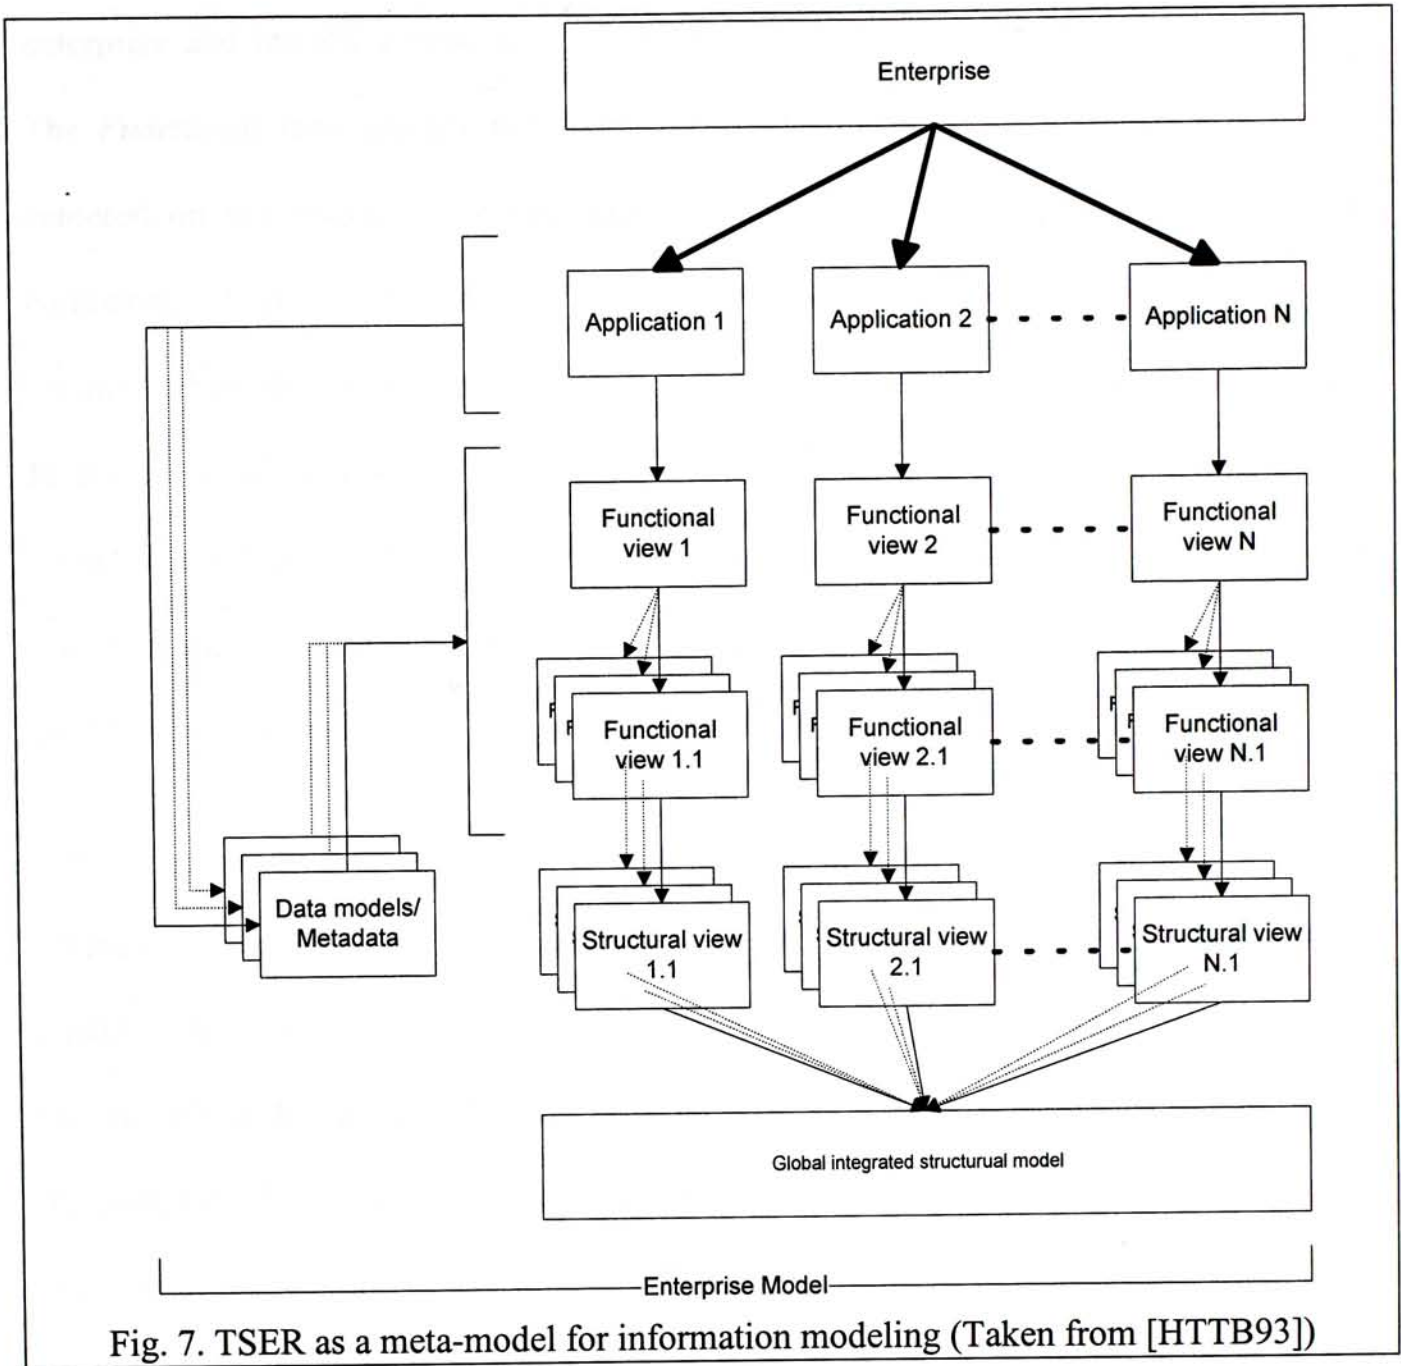 Enterprise
Application 1
Application 2
Application N
Functional
view 1
Functional
view 2
Functional
view N
F
F
Functional
view 1.1
F
F
Functional
view 2.1
F
F
Functional
view N.1
Data models/
Metadata
Structural view
1.1
Structural view
2.1
Structural view
N.1
Global integrated structurual model
Enterprise Model
Fig. 7. TSER as a meta-model for information modeling (Taken from [HTTB93])